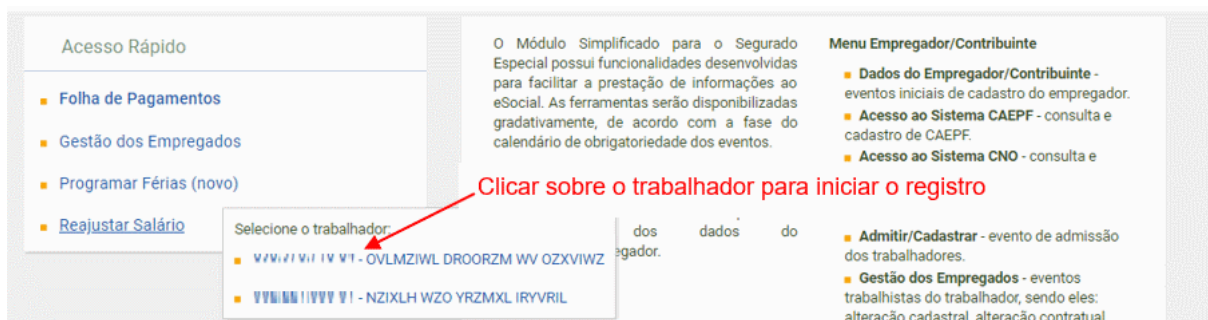 Acesso Rápido
Folha de Pagamentos
Gestão dos Empregados
Programar Férias (novo)
Reajustar Salário
O Módulo Simplificado para o Segurado
Especial possui funcionalidades desenvolvidas
para facilitar a prestação de informações ao
eSocial. As ferramentas serão disponibilizadas
gradativamente, de acordo com a fase do
calendário de obrigatoriedade dos eventos.
Menu Empregador/Contribuinte
Dados do Empregador/Contribuinte -
eventos iniciais de cadastro do empregador.
Acesso ao Sistema CAEPF - consulta e
cadastro de CAEPF.
Acesso ao Sistema CNO - consulta e
Clicar sobre o trabalhador para iniciar o registro
Selecione o trabalhador:
- OVLMZIWL DROORZM WV OZXVIWZ
- NZIXLH WZO YRZMXL IRYVRIL
dos dados do
egador.
Admitir/Cadastrar - evento de admissão
dos trabalhadores.
Gestão dos Empregados - eventos
trabalhistas do trabalhador, sendo eles:
alteração cadastral, alteração contratual